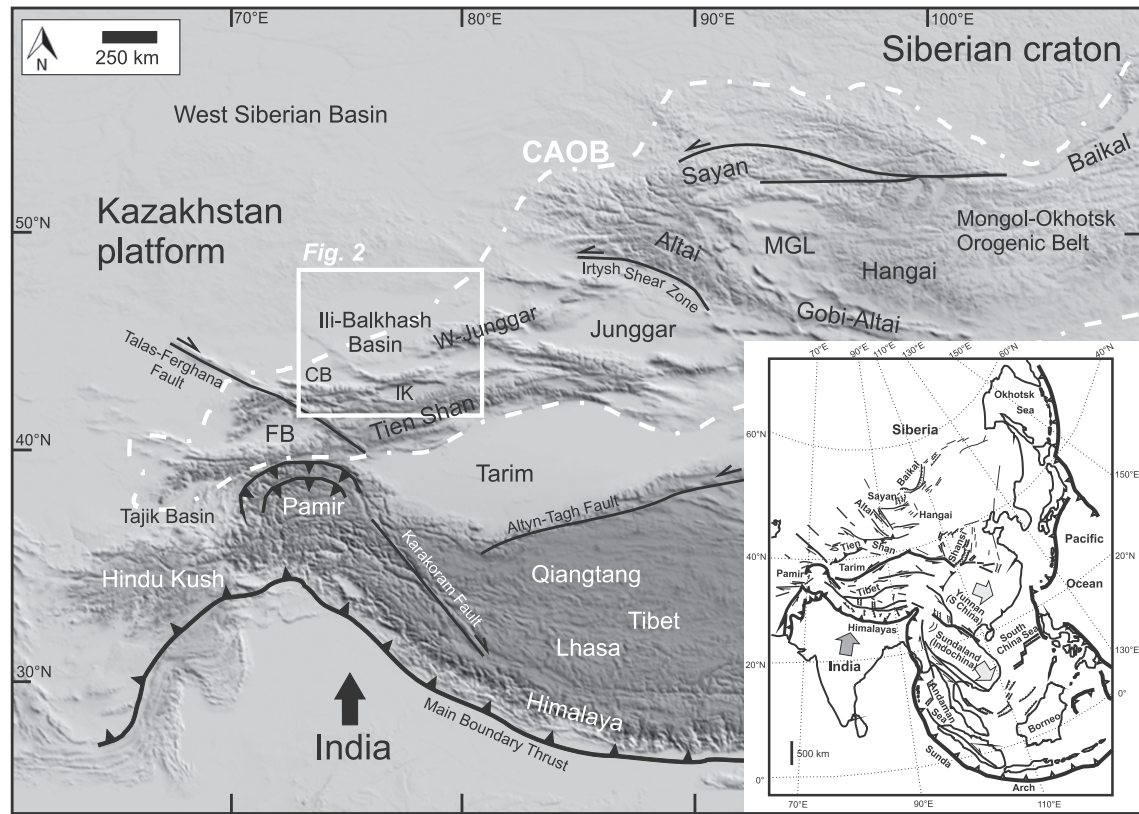 70°E
80°E
90°E
100°E
N
250 km
Siberian craton
West Siberian Basin
CAOB
Sayan
Baikal
50°N
Kazakhstan
platform
Fig. 2
Altai
MGL
Mongol-Okhotsk
Orogenic Belt
Hangai
Irtysh Shear Zone
Gobi-Altai
Ili-Balkhash
Basin
W-Junggar
Junggar
Talas-Ferghana
Fault
CB
IK
Tien Shan
FB
40°N
Tarim
Tajik Basin
Pamir
Altyn-Tagh Fault
Karakoram Fault
Hindu Kush
Qiangtang
Tibet
Lhasa
30°N
Himalaya
Main Boundary Thrust
India
70°E
90°E
110°E
130°E
150°E
60°N
40°N
Okhotsk
Sea
Siberia
60°N
150°E
Baikal
Sayan
Altai
Hangai
Tien
Shan
Shansi
Pacific
40°N
20°N
Pamir
Tarim
Tibet
Ocean
Yunnan
(S China)
Himalayas
South
China Sea
Sundaland
(Indochina)
130°E
20°N
India
0°
Andaman
Sea
Borneo
500 km
Sunda
0°
Arch
70°E
90°E
110°E